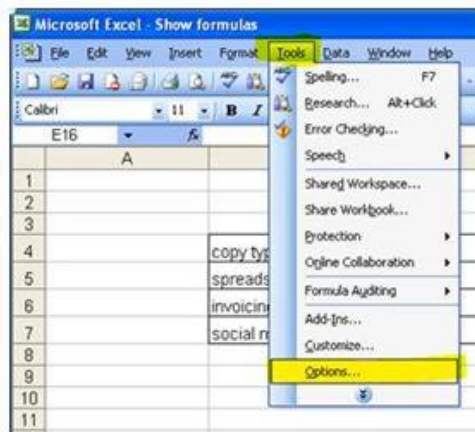 Microsoft Excel - Show formulas
File Edit View Insert Format Tools Data Window Help
Calibri 11 B I
E16 fx
A
Spelling... F7
Research... Alt+Click
Error Checking...
Speech
Shared Workspace...
Share Workbook...
Protection
Online Collaboration
Formula Auditing
Add-Ins...
Customize...
Options...
1
2
3
4 copy typ
5 spreads
6 invoicin
7 social m
8
9
10
11